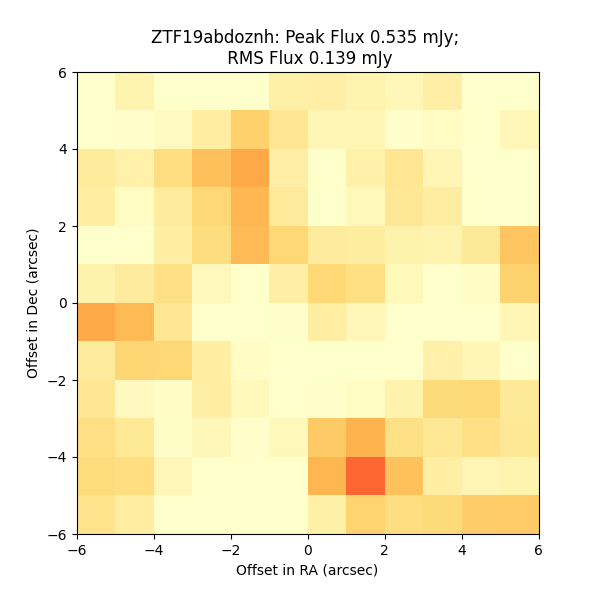 ZTF19abdoznh: Peak Flux 0.535 mJy;
RMS Flux 0.139 mJy
6
4
2
0
−2
−4
−6
Offset in Dec (arcsec)
−6 −4 −2 0 2 4 6
Offset in RA (arcsec)